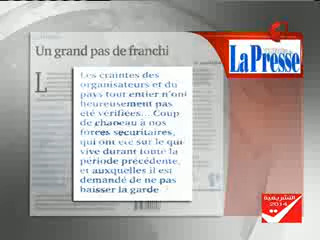 Un grand pas de franchi
La Presse
Les craintes des
organisateurs et du
pays tout entier n'ont
heureusement pas
été vérifiées... Coup
de chapeau à nos
forces sécuritaires,
qui ont été sur le qui
vive durant toute la
période précédente,
et auxquelles il est
demandé de ne pas
baisser la garde
التشريعية
2014